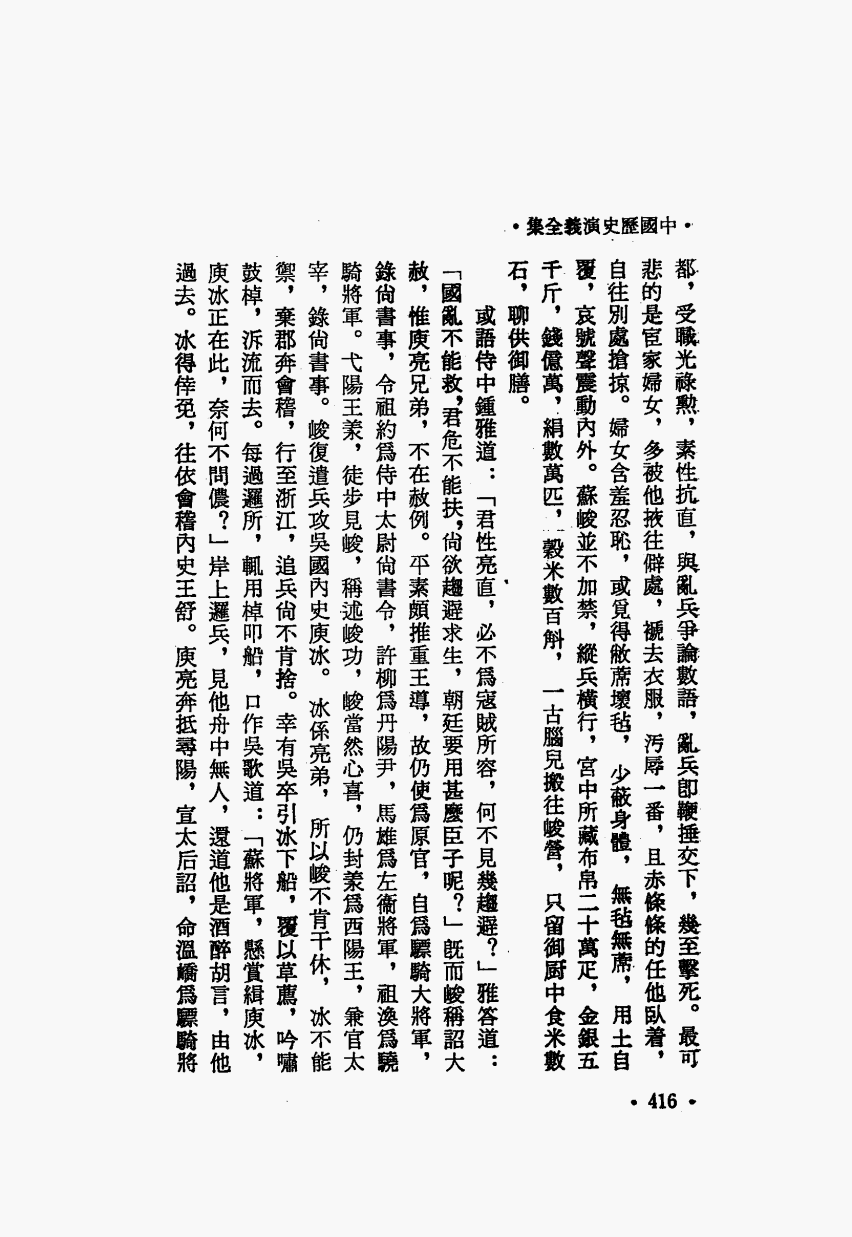 ·中國歷史演義全集·
都，受職光祿勲，素性抗直，與亂兵爭論數語，亂兵卽鞭捶交下，幾至擊死。最可
悲的是宦家婦女，多被他掖往僻處，褫去衣服，汚辱一番，且赤條條的任他臥着，
自往別處搶掠。婦女含羞忍恥，或覓得敝蓆壞毡，少蔽身體，無毡無蓆，用土自
覆，哀號聲震動內外。蘇峻並不加禁，縱兵橫行，宮中所藏布帛二十萬疋，金銀五
千斤，錢億萬，絹數萬匹，穀米數百斛，一古腦兒搬往峻營，只留御厨中食米數
石，聊供御膳。
或語侍中鍾雅道：「君性亮直，必不爲寇賊所容，何不見幾趨避？」雅答道：
「國亂不能救，君危不能扶，尙欲趨避求生，朝廷要用甚麼臣子呢？」旣而峻稱詔大
赦，惟庾亮兄弟，不在赦例。平素頗推重王導，故仍使爲原官，自爲驃騎大將軍，
錄尙書事，令祖約爲侍中太尉尙書令，許柳爲丹陽尹，馬雄爲左衞將軍，祖渙爲驍
騎將軍。弋陽王羕，徒步見峻，稱述峻功，峻當然心喜，仍封羕爲西陽王，兼官太
宰，錄尙書事。峻復遣兵攻吳國內史庾冰。冰係亮弟，所以峻不肯干休，冰不能
禦，棄郡奔會稽，行至浙江，追兵尙不肯捨。幸有吳卒引冰下船，覆以草薦，吟嘯
鼓棹，泝流而去。每過邏所，輒用棹叩船，口作吳歌道：「蘇將軍，懸賞緝庾冰，
庾冰正在此，奈何不問儂？」岸上邏兵，見他舟中無人，還道他是酒醉胡言，由他
過去。冰得倖免，往依會稽內史王舒。庾亮奔抵尋陽，宣太后詔，命溫嶠爲驃騎將
·416·